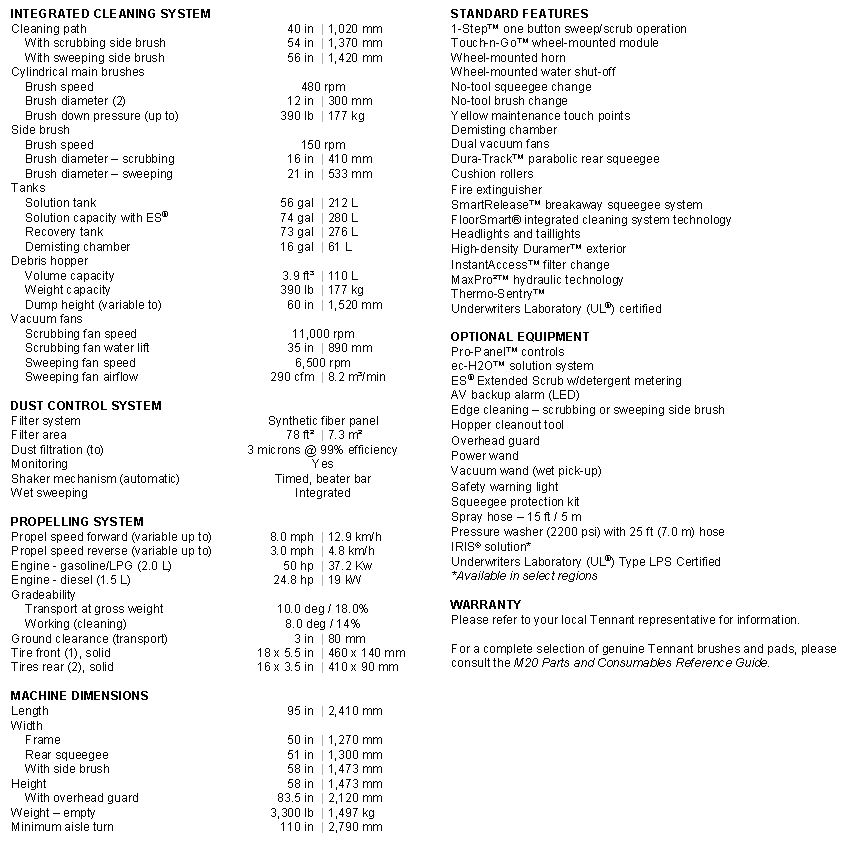 INTEGRATED CLEANING SYSTEM
Cleaning path 40 in | 1,020 mm
With scrubbing side brush 54 in | 1,370 mm
With sweeping side brush 56 in | 1,420 mm
Cylindrical main brushes
Brush speed 480 rpm
Brush diameter (2) 12 in | 300 mm
Brush down pressure (up to) 390 lb | 177 kg
Side brush
Brush speed 150 rpm
Brush diameter – scrubbing 16 in | 410 mm
Brush diameter – sweeping 21 in | 533 mm
Tanks
Solution tank 56 gal | 212 L
Solution capacity with ES® 74 gal | 280 L
Recovery tank 73 gal | 276 L
Demisting chamber 16 gal | 61 L
Debris hopper
Volume capacity 3.9 ft³ | 110 L
Weight capacity 390 lb | 177 kg
Dump height (variable to) 60 in | 1,520 mm
Vacuum fans
Scrubbing fan speed 11,000 rpm
Scrubbing fan water lift 35 in | 890 mm
Sweeping fan speed 6,500 rpm
Sweeping fan airflow 290 cfm | 8.2 m³/min
DUST CONTROL SYSTEM
Filter system Synthetic fiber panel
Filter area 78 ft² | 7.3 m²
Dust filtration (to) 3 microns @ 99% efficiency
Monitoring Yes
Shaker mechanism (automatic) Timed, beater bar
Wet sweeping Integrated
PROPELLING SYSTEM
Propel speed forward (variable up to) 8.0 mph | 12.9 km/h
Propel speed reverse (variable up to) 3.0 mph | 4.8 km/h
Engine - gasoline/LPG (2.0 L) 50 hp | 37.2 Kw
Engine - diesel (1.5 L) 24.8 hp | 19 kW
Gradeability
Transport at gross weight 10.0 deg / 18.0%
Working (cleaning) 8.0 deg / 14%
Ground clearance (transport) 3 in | 80 mm
Tire front (1), solid 18 x 5.5 in | 460 x 140 mm
Tires rear (2), solid 16 x 3.5 in | 410 x 90 mm
MACHINE DIMENSIONS
Length 95 in | 2,410 mm
Width
Frame 50 in | 1,270 mm
Rear squeegee 51 in | 1,300 mm
With side brush 58 in | 1,473 mm
Height 58 in | 1,473 mm
With overhead guard 83.5 in | 2,120 mm
Weight – empty 3,300 lb | 1,497 kg
Minimum aisle turn 110 in | 2,790 mm
STANDARD FEATURES
1-Step™ one button sweep/scrub operation
Touch-n-Go™ wheel-mounted module
Wheel-mounted horn
Wheel-mounted water shut-off
No-tool squeegee change
No-tool brush change
Yellow maintenance touch points
Demisting chamber
Dual vacuum fans
Dura-Track™ parabolic rear squeegee
Cushion rollers
Fire extinguisher
SmartRelease™ breakaway squeegee system
FloorSmart® integrated cleaning system technology
Headlights and taillights
High-density Duramer™ exterior
InstantAccess™ filter change
MaxPro²™ hydraulic technology
Thermo-Sentry™
Underwriters Laboratory (UL®) certified
OPTIONAL EQUIPMENT
Pro-Panel™ controls
ec-H2O™ solution system
ES® Extended Scrub w/detergent metering
AV backup alarm (LED)
Edge cleaning – scrubbing or sweeping side brush
Hopper cleanout tool
Overhead guard
Power wand
Vacuum wand (wet pick-up)
Safety warning light
Squeegee protection kit
Spray hose – 15 ft / 5 m
Pressure washer (2200 psi) with 25 ft (7.0 m) hose
IRIS® solution*
Underwriters Laboratory (UL®) Type LPS Certified
*Available in select regions
WARRANTY
Please refer to your local Tennant representative for information.
For a complete selection of genuine Tennant brushes and pads, please
consult the M20 Parts and Consumables Reference Guide.